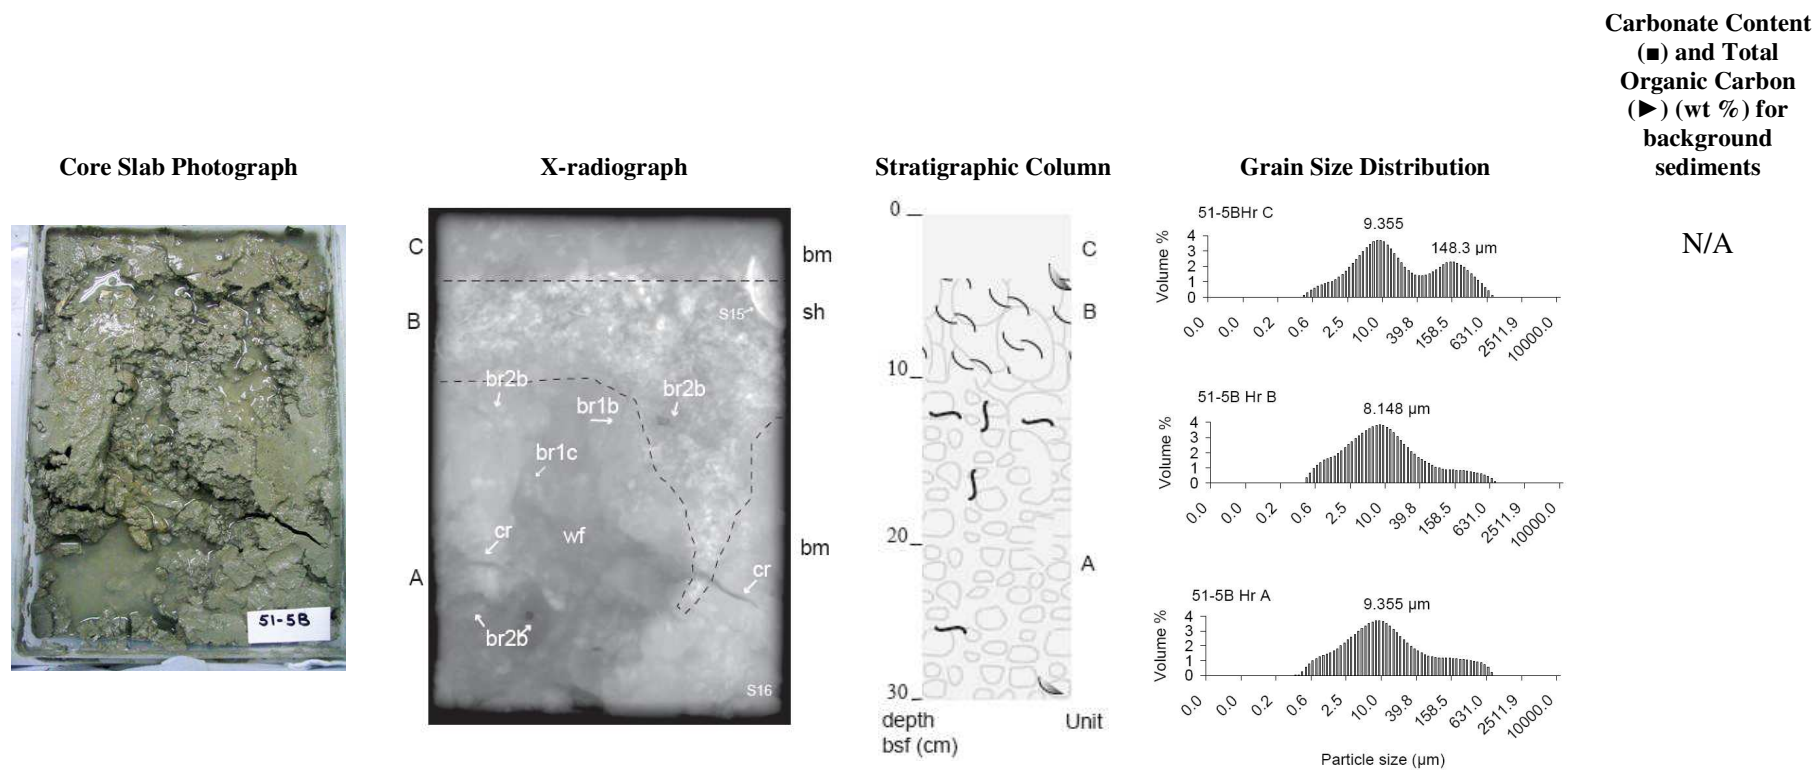 Carbonate Content
(■) and Total
Organic Carbon
(►) (wt %) for
background
sediments
Core Slab Photograph
X-radiograph
Stratigraphic Column
Grain Size Distribution
N/A
51-5B
C
B
A
bm
sh
bm
S15
br2b
br2b
br1b
br1c
cr
wf
cr
br2b
S16
0
10
20
30
C
B
A
depth
bsf (cm)
Unit
51-5BHr C
9.355
148.3 µm
Volume %
4
3
2
1
0
0.0 0.0 0.2 0.6 2.5 10.0 39.8 158.5 631.0 2511.9 10000.0
51-5B Hr B
8.148 µm
Volume %
4
3
2
1
0
0.0 0.0 0.2 0.6 2.5 10.0 39.8 158.5 631.0 2511.9 10000.0
51-5B Hr A
9.355 µm
Volume %
4
3
2
1
0
0.0 0.0 0.2 0.6 2.5 10.0 39.8 158.5 631.0 2511.9 10000.0
Particle size (µm)